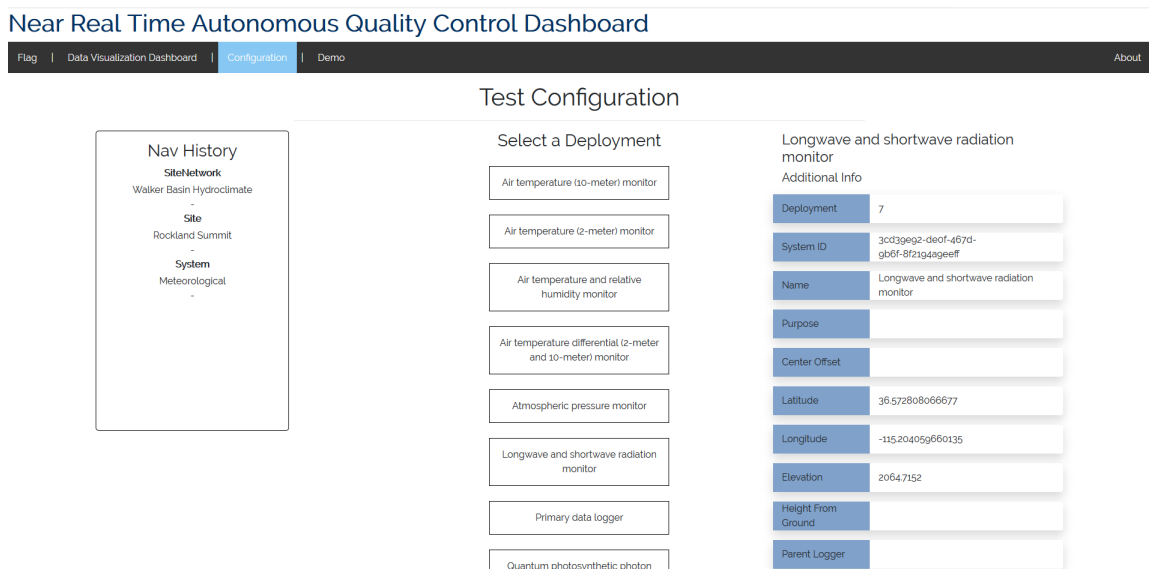 Near Real Time Autonomous Quality Control Dashboard
Flag | Data Visualization Dashboard | Configuration | Demo About
Test Configuration
Nav History
SiteNetwork
Walker Basin Hydroclimate
-
Site
Rockland Summit
-
System
Meteorological
-
Select a Deployment
Air temperature (10-meter) monitor
Air temperature (2-meter) monitor
Air temperature and relative
humidity monitor
Air temperature differential (2-meter
and 10-meter) monitor
Atmospheric pressure monitor
Longwave and shortwave radiation
monitor
Primary data logger
Quantum photosynthetic photon
Longwave and shortwave radiation
monitor
Additional Info
Deployment 7
System ID 3cd39e92-de0f-467d-
9b6f-8f2194a9eeff
Name Longwave and shortwave radiation
monitor
Purpose
Center Offset
Latitude 36.572808066677
Longitude -115.204059660135
Elevation 2064.7152
Height From
Ground
Parent Logger